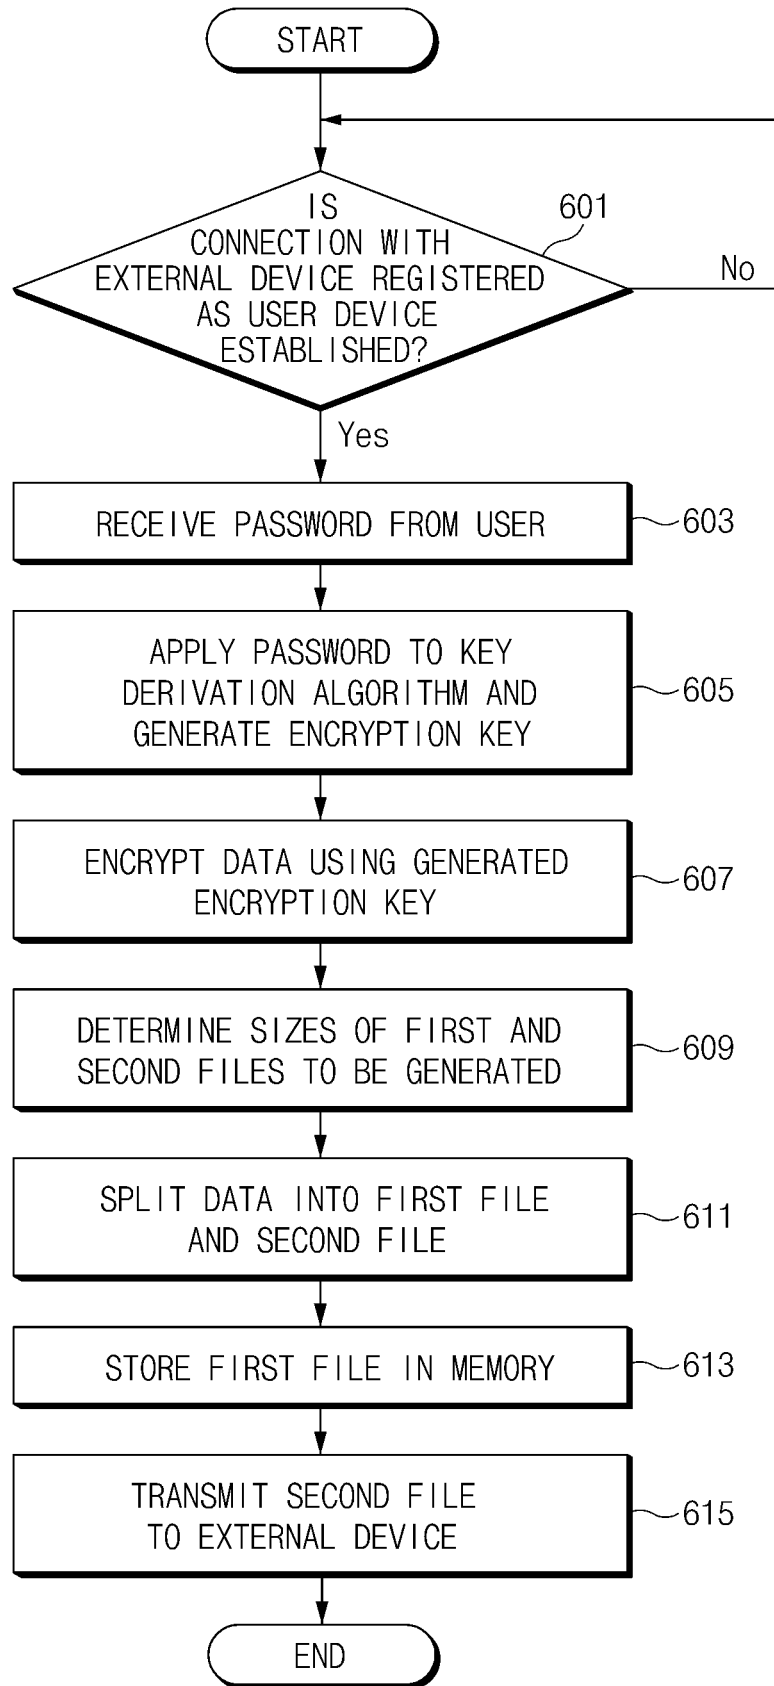 START
IS
CONNECTION WITH
EXTERNAL DEVICE REGISTERED
AS USER DEVICE
ESTABLISHED?
601
No
Yes
RECEIVE PASSWORD FROM USER
603
APPLY PASSWORD TO KEY
DERIVATION ALGORITHM AND
GENERATE ENCRYPTION KEY
605
ENCRYPT DATA USING GENERATED
ENCRYPTION KEY
607
DETERMINE SIZES OF FIRST AND
SECOND FILES TO BE GENERATED
609
SPLIT DATA INTO FIRST FILE
AND SECOND FILE
611
STORE FIRST FILE IN MEMORY
613
TRANSMIT SECOND FILE
TO EXTERNAL DEVICE
615
END